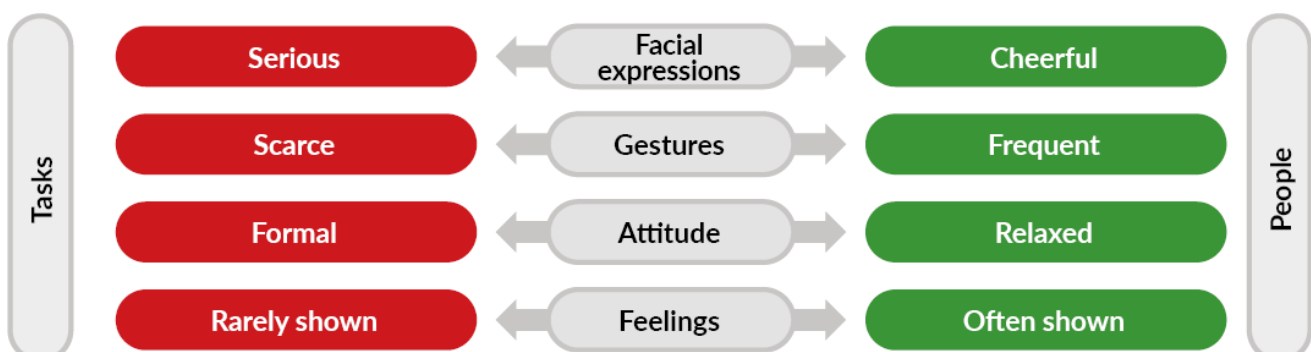 Tasks
Serious
Facial
expressions
Cheerful
Scarce
Gestures
Frequent
Formal
Attitude
Relaxed
Rarely shown
Feelings
Often shown
People